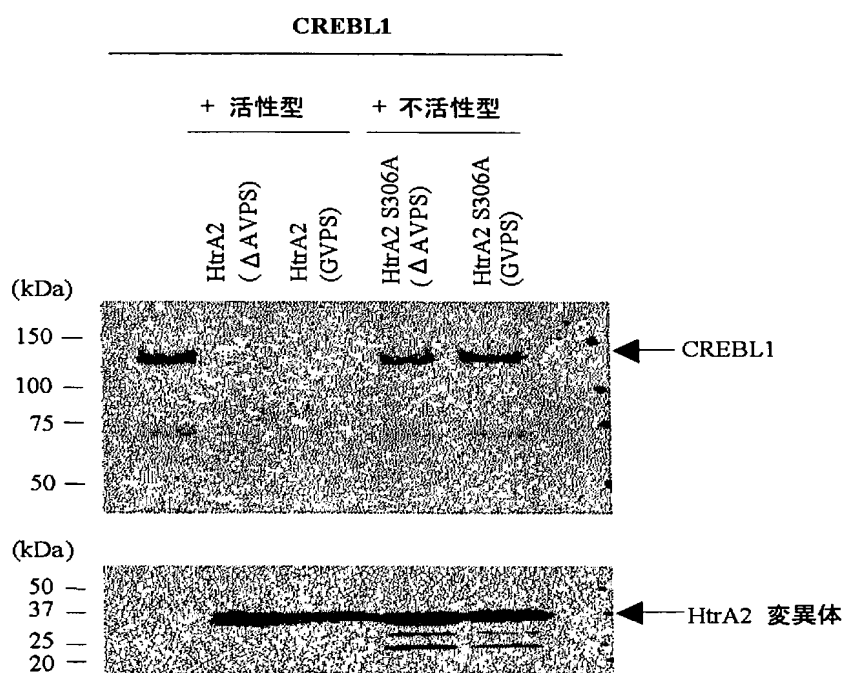 CREBL1
+ 活性型
+ 不活性型
HtrA2
(ΔAVPS)
HtrA2
(GVPS)
HtrA2 S306A
(ΔAVPS)
HtrA2 S306A
(GVPS)
(kDa)
150
100
75
50
CREBL1
(kDa)
50
37
25
20
HtrA2 変異体